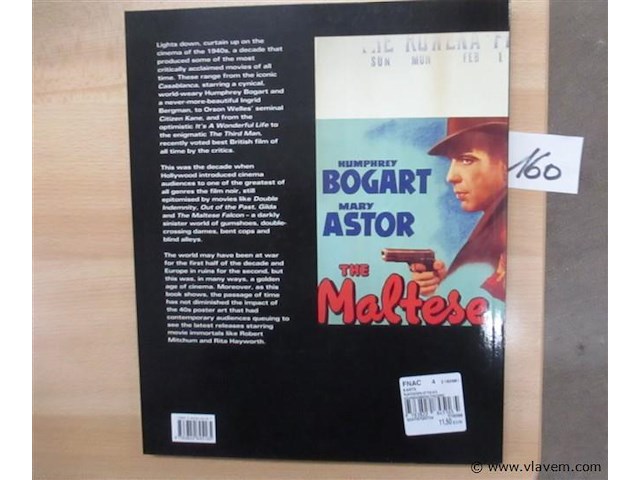 Lights down, curtain up on the
cinema of the 1940s, a decade that
produced some of the most
critically acclaimed movies of all
time. These range from the iconic
Casablanca, starring a cynical,
world-weary Humphrey Bogart and
a never-more-beautiful Ingrid
Bergman, to Orson Welles' seminal
Citizen Kane, and from the
optimistic It's A Wonderful Life to
the enigmatic The Third Man,
recently voted best British film of
all time by the critics.
This was the decade when
Hollywood introduced cinema
audiences to one of the greatest of
all genres the film noir, still
epitomised by movies like Double
Indemnity, Out of the Past, Gilda
and The Maltese Falcon – a darkly
sinister world of gumshoes, double-
crossing dames, bent cops and
blind alleys.
The world may have been at war
for the first half of the decade and
Europe in ruins for the second, but
this was, in many ways, a golden
age of cinema. Moreover, as this
book shows, the passage of time
has not diminished the impact of
the 40s poster art that had
contemporary audiences queuing to
see the latest releases starring
movie immortals like Robert
Mitchum and Rita Hayworth.
SUN MON FEB
HUMPHREY
BOGART
MARY
ASTOR
THE
Maltese
160
FNAC 4
11,50
© www.vlavem.com